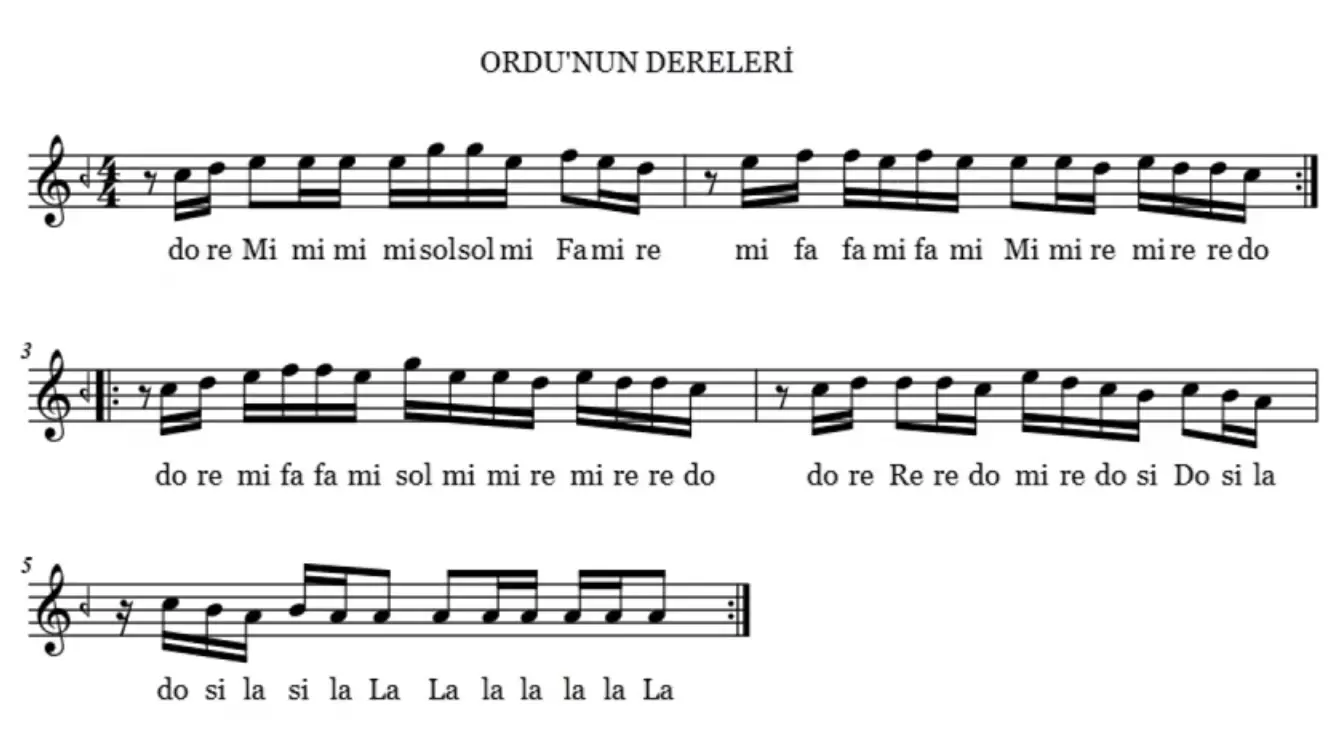 ORDU'NUN DERELERİ
4
4
do re Mi mi mi mi sol sol mi Fa mi re mi fa fa mi fa mi Mi mi re mi re re do
3
do re mi fa fa mi sol mi mi re mi re re do do re Re re do mi re do si Do si la
5
do si la si la La La la la la la La